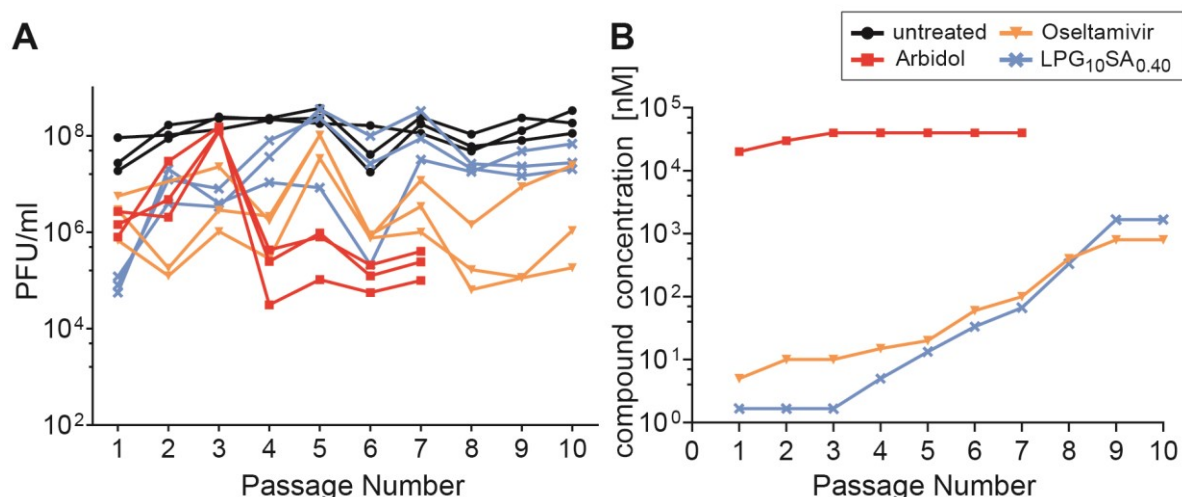 A
PFU/ml
10^8
10^6
10^4
10^2
1 2 3 4 5 6 7 8 9 10
Passage Number
B
untreated
Oseltamivir
Arbidol
LPG10SA0.40
compound concentration [nM]
10^5
10^4
10^3
10^2
10^1
10^0
0 1 2 3 4 5 6 7 8 9 10
Passage Number